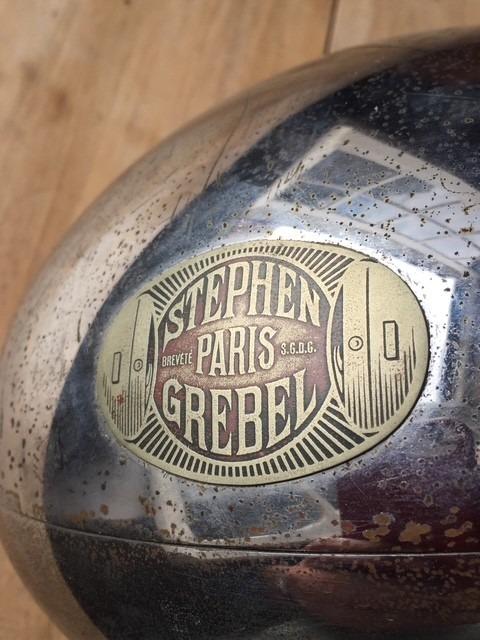 STEPHEN
BREVETÉ PARIS S.G.D.G.
GREBEL